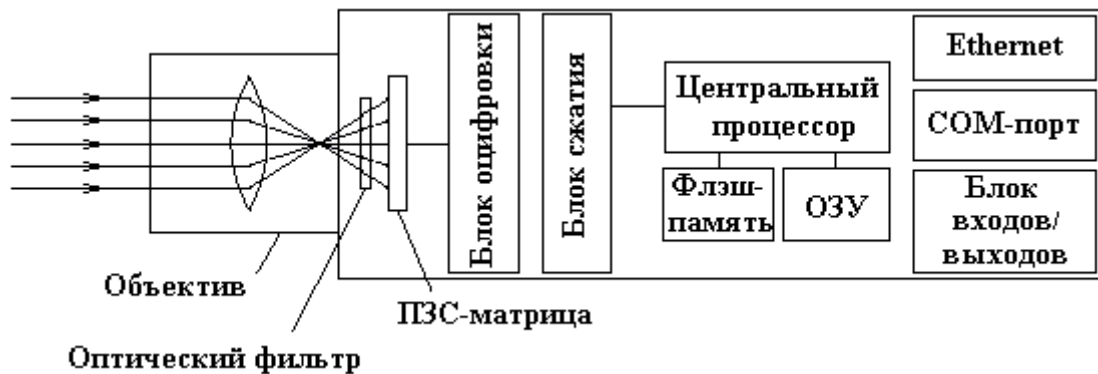 Блок оцифровки
Блок сжатия
Центральный
процессор
Флэш-
память
ОЗУ
Ethernet
COM-порт
Блок
входов/
выходов
Объектив
ПЗС-матрица
Оптический фильтр